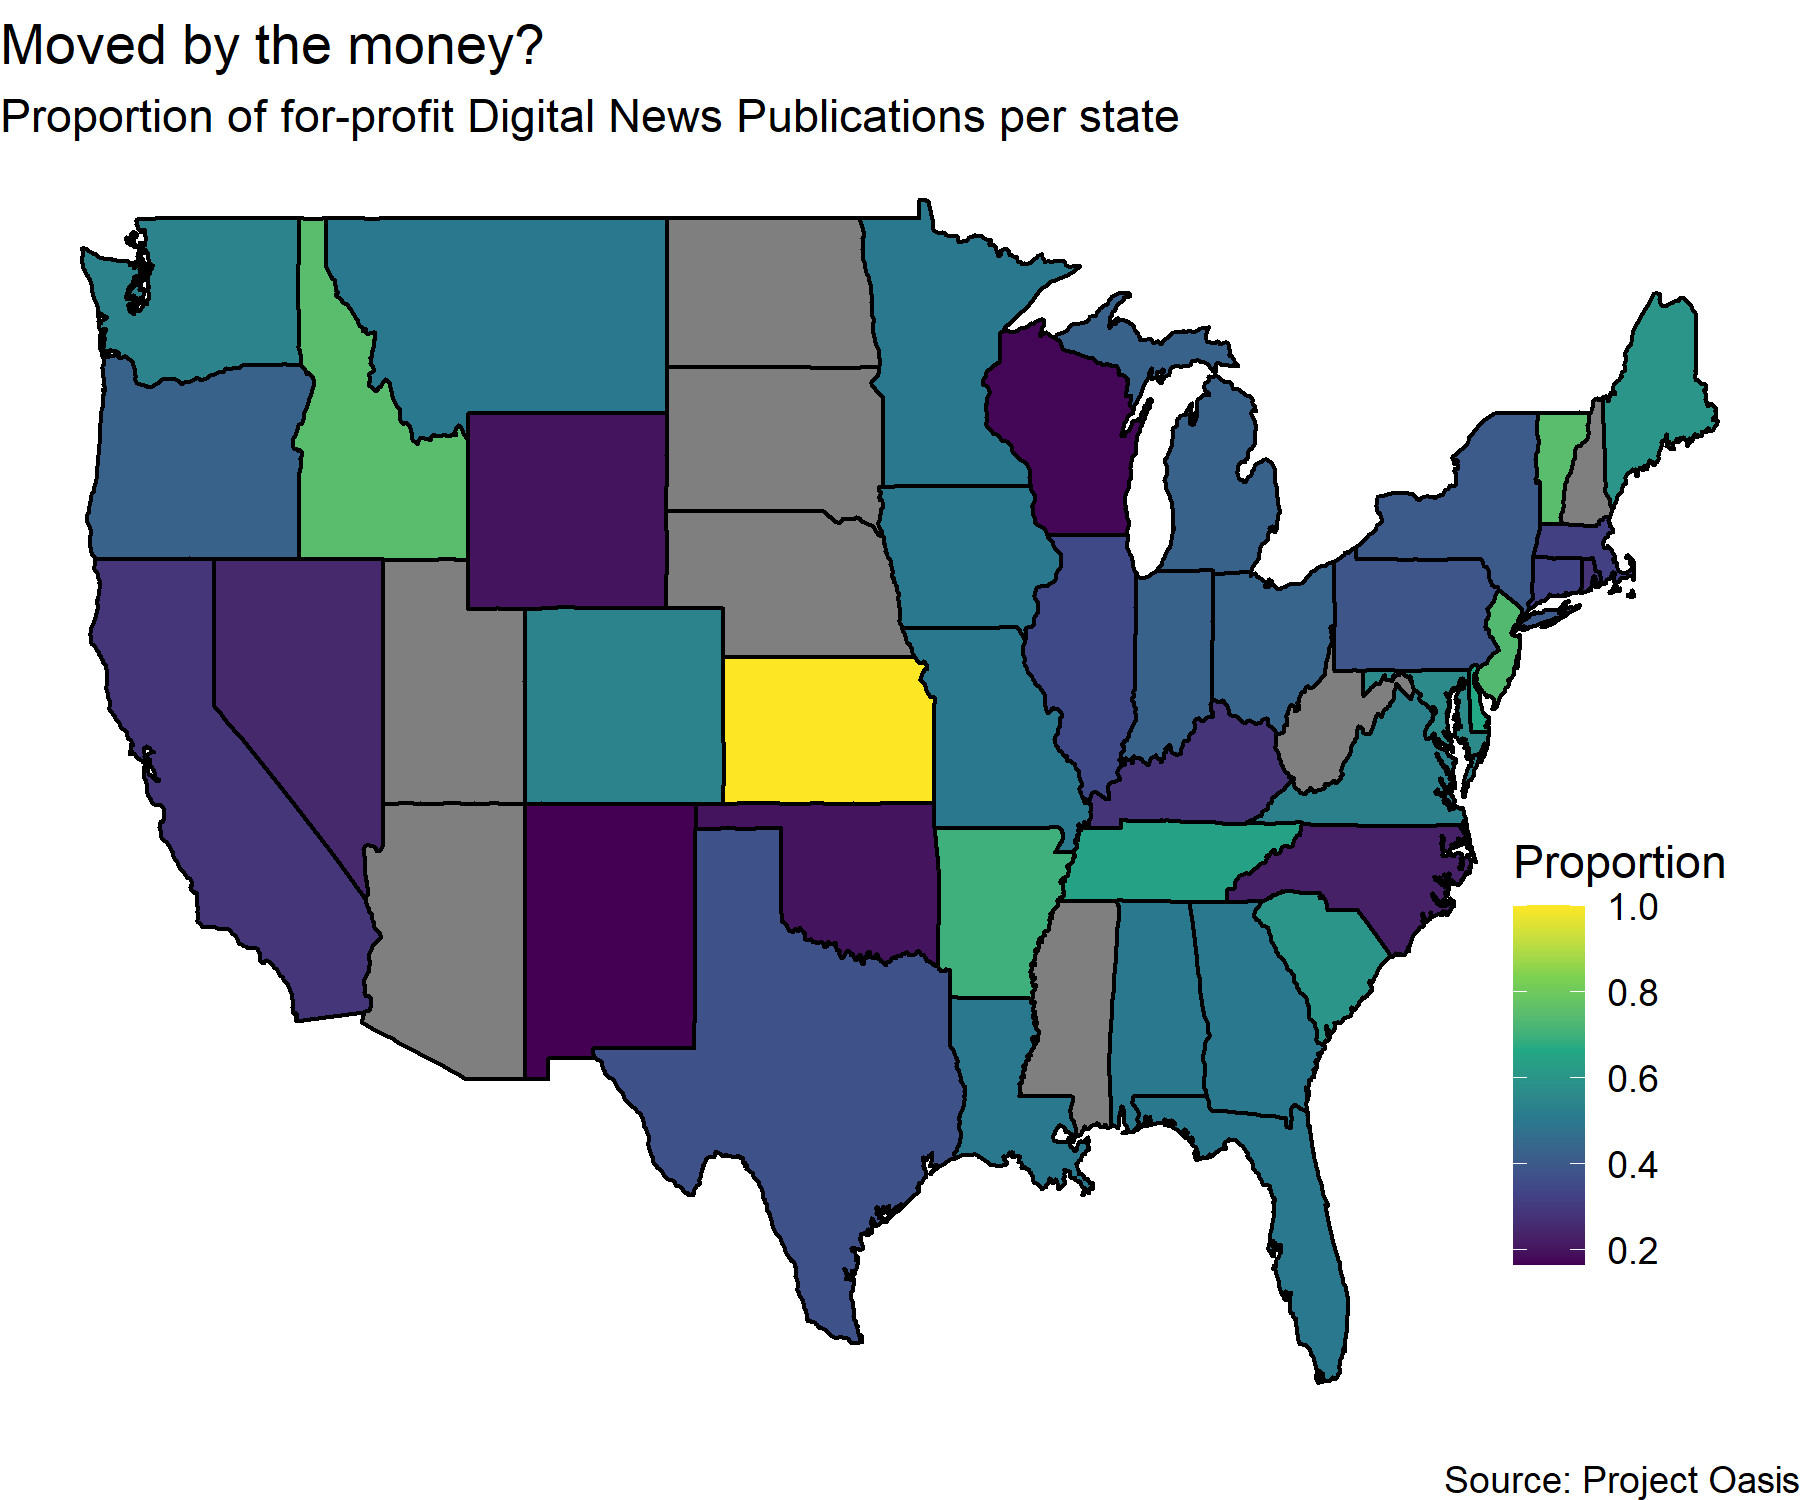 Moved by the money?
Proportion of for-profit Digital News Publications per state
Proportion
1.0
0.8
0.6
0.4
0.2
Source: Project Oasis